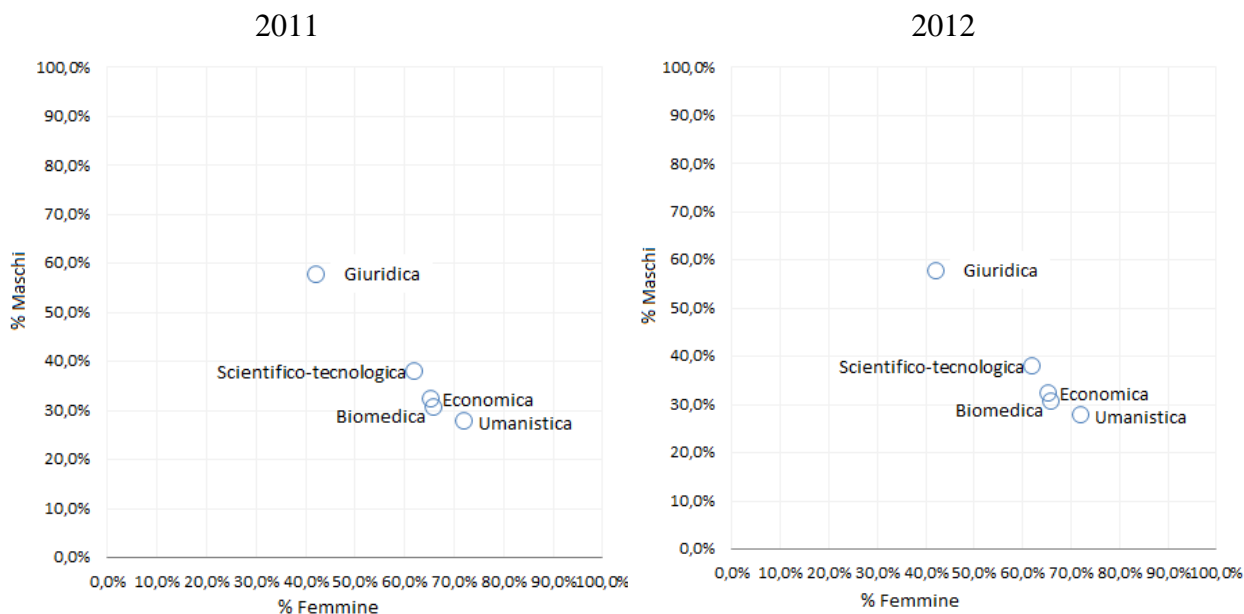 2011
100,0%
90,0%
80,0%
70,0%
60,0%
50,0%
40,0%
30,0%
20,0%
10,0%
0,0%
% Maschi
Giuridica
Scientifico-tecnologica
Economica
Biomedica
Umanistica
0,0% 10,0% 20,0% 30,0% 40,0% 50,0% 60,0% 70,0% 80,0% 90,0% 100,0%
% Femmine
2012
100,0%
90,0%
80,0%
70,0%
60,0%
50,0%
40,0%
30,0%
20,0%
10,0%
0,0%
% Maschi
Giuridica
Scientifico-tecnologica
Economica
Biomedica
Umanistica
0,0% 10,0% 20,0% 30,0% 40,0% 50,0% 60,0% 70,0% 80,0% 90,0% 100,0%
% Femmine